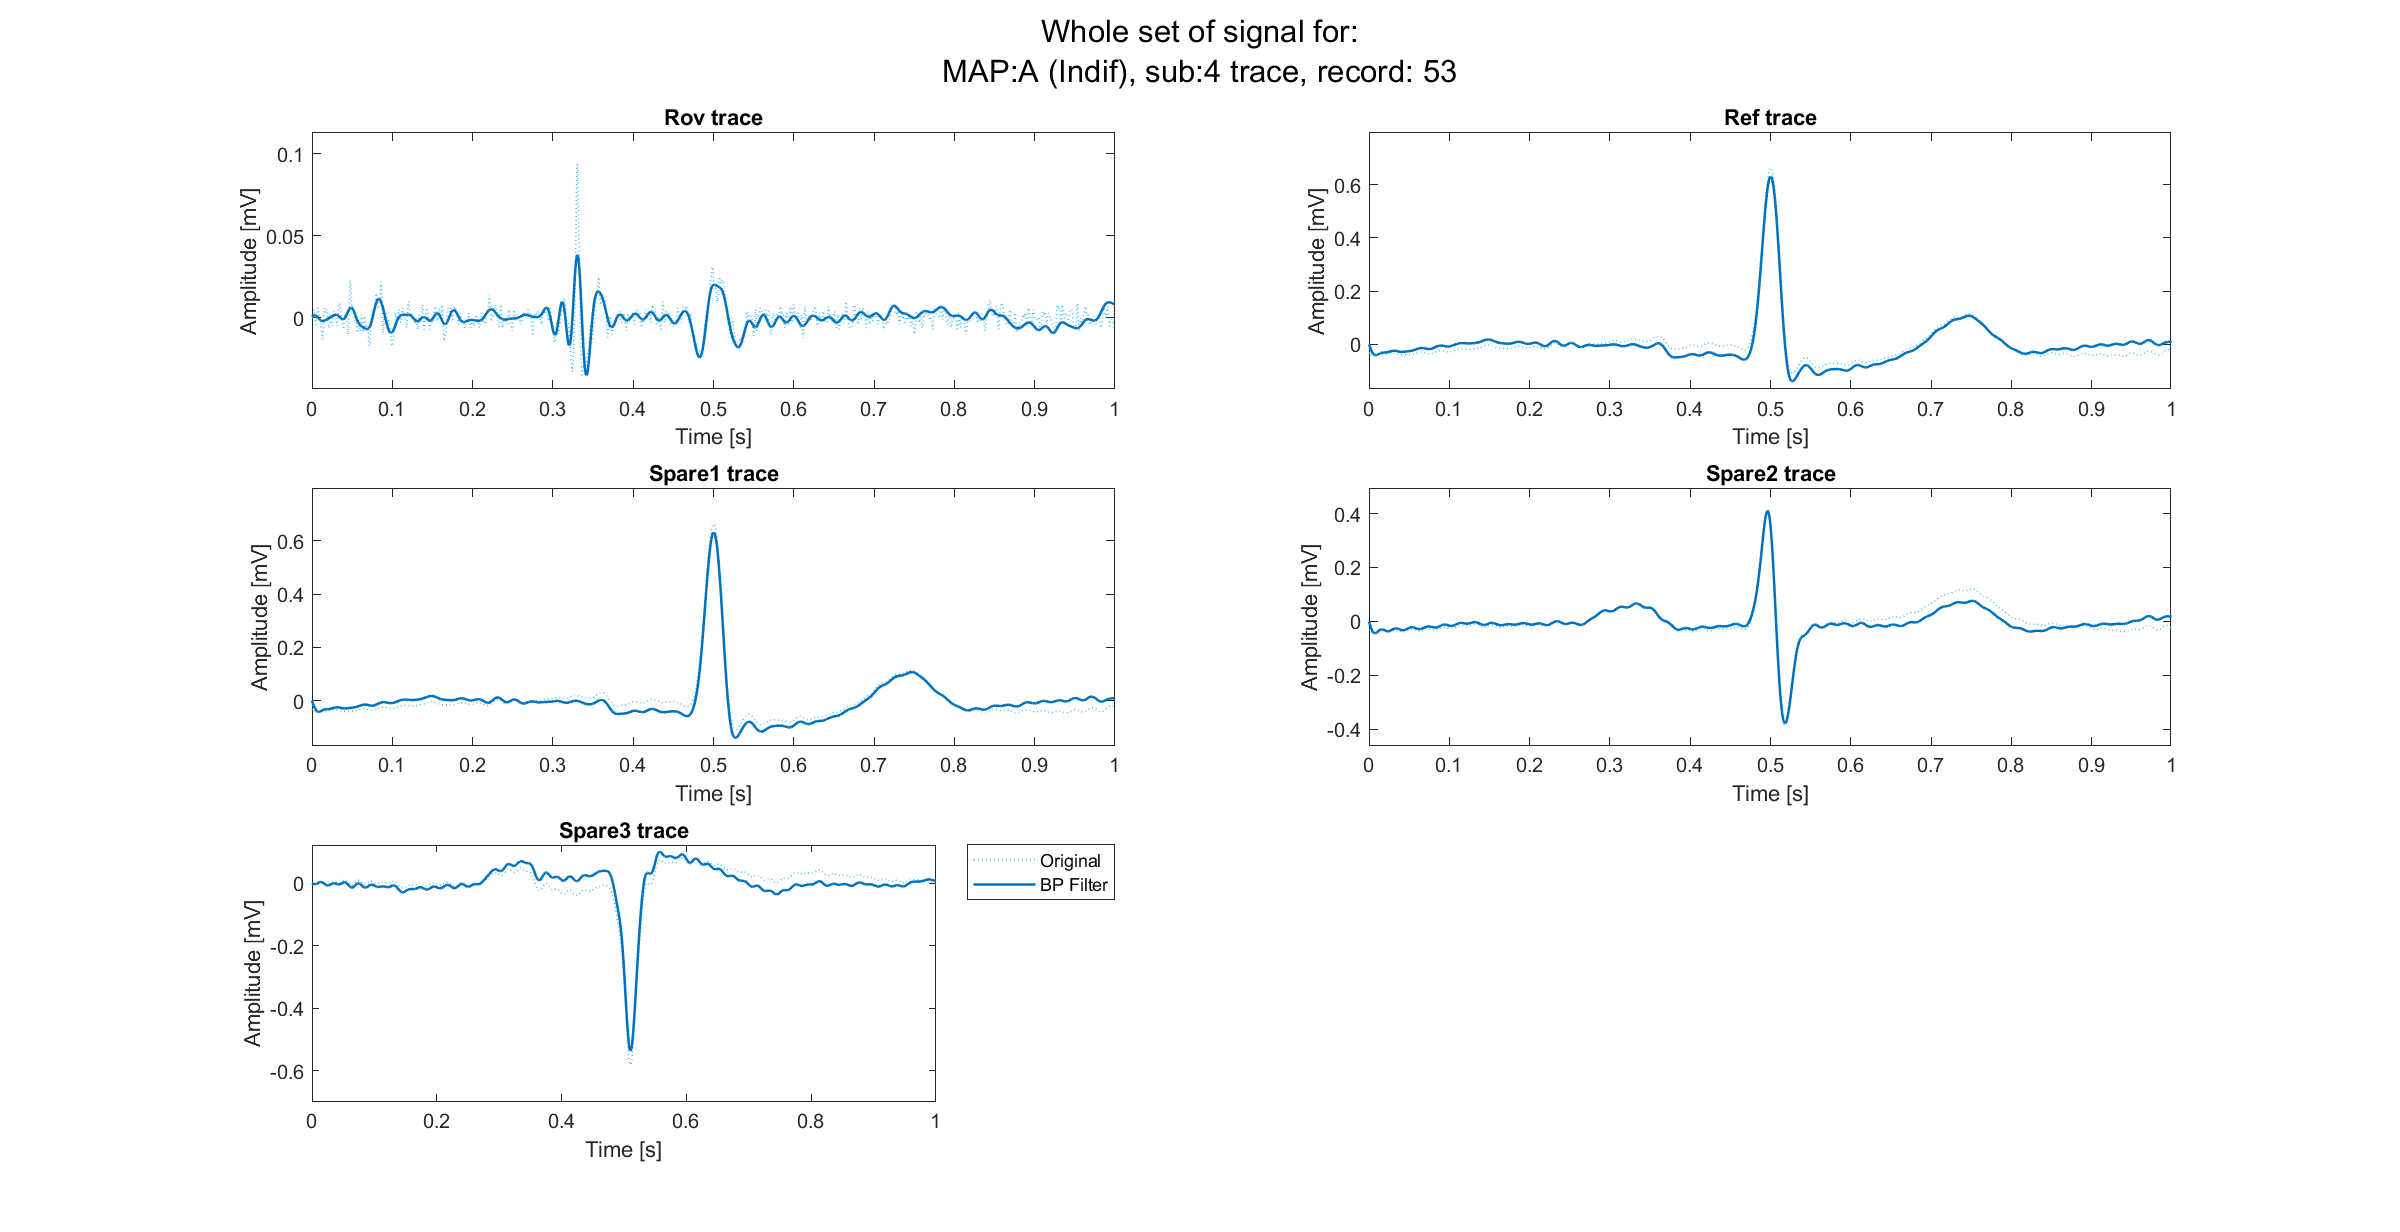 Whole set of signal for:
MAP:A (Indif), sub:4 trace, record: 53
Rov trace
Amplitude [mV]
0.1
0.05
0
0 0.1 0.2 0.3 0.4 0.5 0.6 0.7 0.8 0.9 1
Time [s]
Ref trace
Amplitude [mV]
0.6
0.4
0.2
0
0 0.1 0.2 0.3 0.4 0.5 0.6 0.7 0.8 0.9 1
Time [s]
Spare1 trace
Amplitude [mV]
0.6
0.4
0.2
0
0 0.1 0.2 0.3 0.4 0.5 0.6 0.7 0.8 0.9 1
Time [s]
Spare2 trace
Amplitude [mV]
0.4
0.2
0
-0.2
-0.4
0 0.1 0.2 0.3 0.4 0.5 0.6 0.7 0.8 0.9 1
Time [s]
Spare3 trace
Amplitude [mV]
0
-0.2
-0.4
-0.6
0 0.2 0.4 0.6 0.8 1
Time [s]
Original
BP Filter